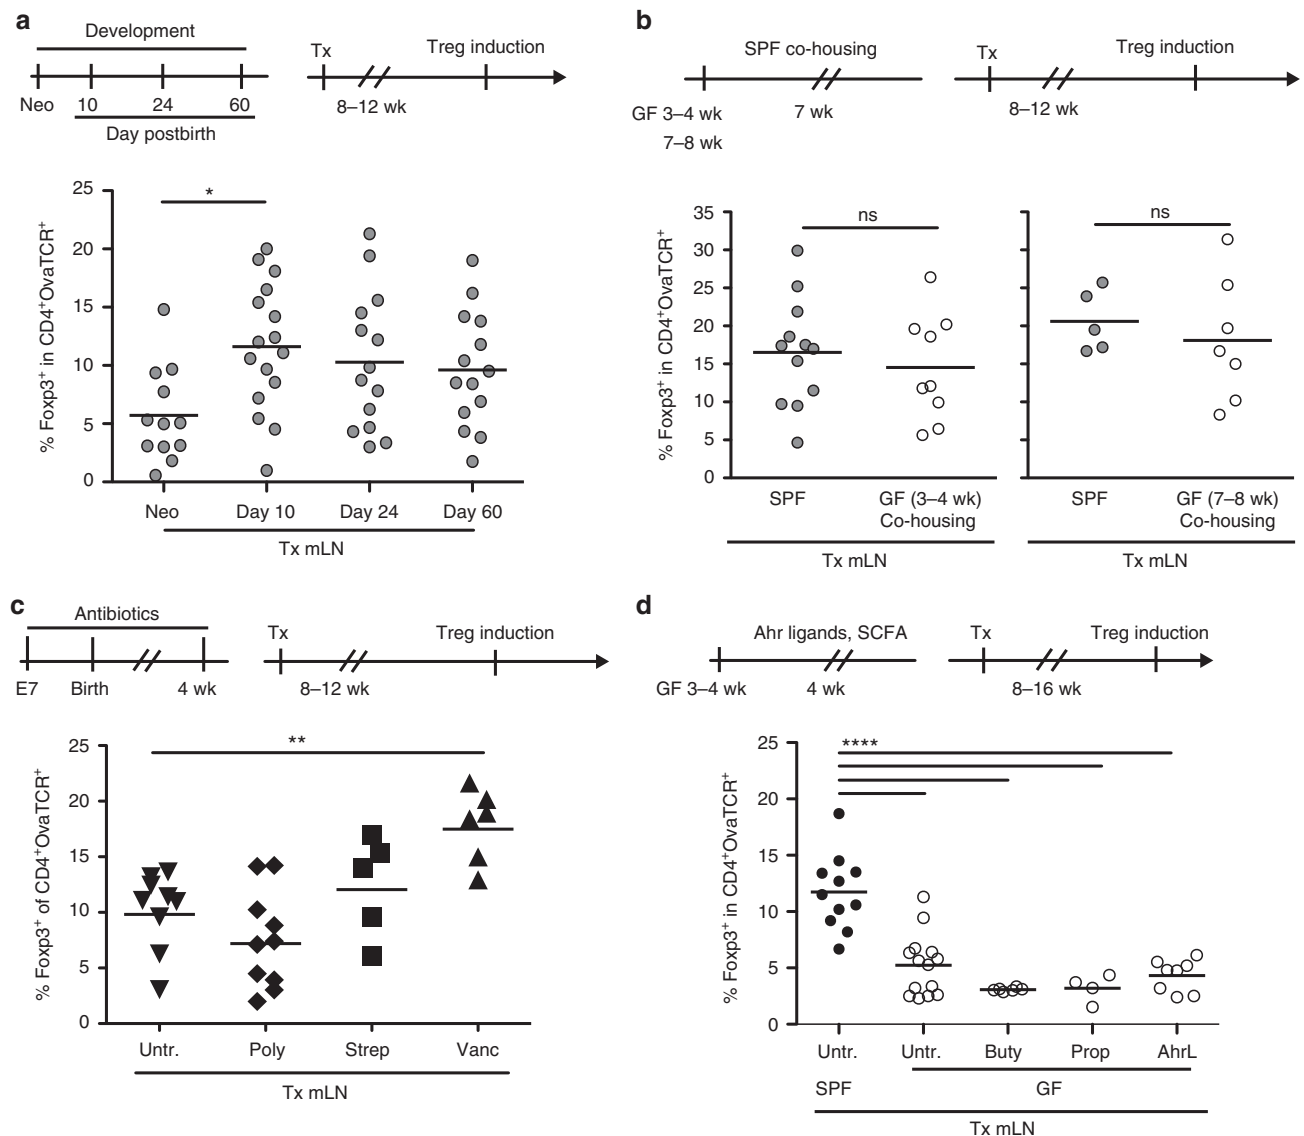 a
Development
Tx
Treg induction
Neo 10 24 60
8–12 wk
Day postbirth
% Foxp3+ in CD4+OvaTCR+
25
20
15
10
5
0
*
Neo Day 10 Day 24 Day 60
Tx mLN
b
SPF co-housing
Tx
Treg induction
GF 3–4 wk
7–8 wk
7 wk
8–12 wk
% Foxp3+ in CD4+OvaTCR+
35
30
25
20
15
10
5
0
ns
ns
SPF
GF (3–4 wk)
Co-housing
Tx mLN
SPF
GF (7–8 wk)
Co-housing
Tx mLN
c
Antibiotics
Tx
Treg induction
E7 Birth 4 wk
8–12 wk
% Foxp3+ of CD4+OvaTCR+
25
20
15
10
5
0
**
Untr. Poly Strep Vanc
Tx mLN
d
Ahr ligands, SCFA
Tx
Treg induction
GF 3–4 wk
4 wk
8–16 wk
% Foxp3+ in CD4+OvaTCR+
25
20
15
10
5
0
****
Untr. Untr. Buty Prop AhrL
SPF GF
Tx mLN